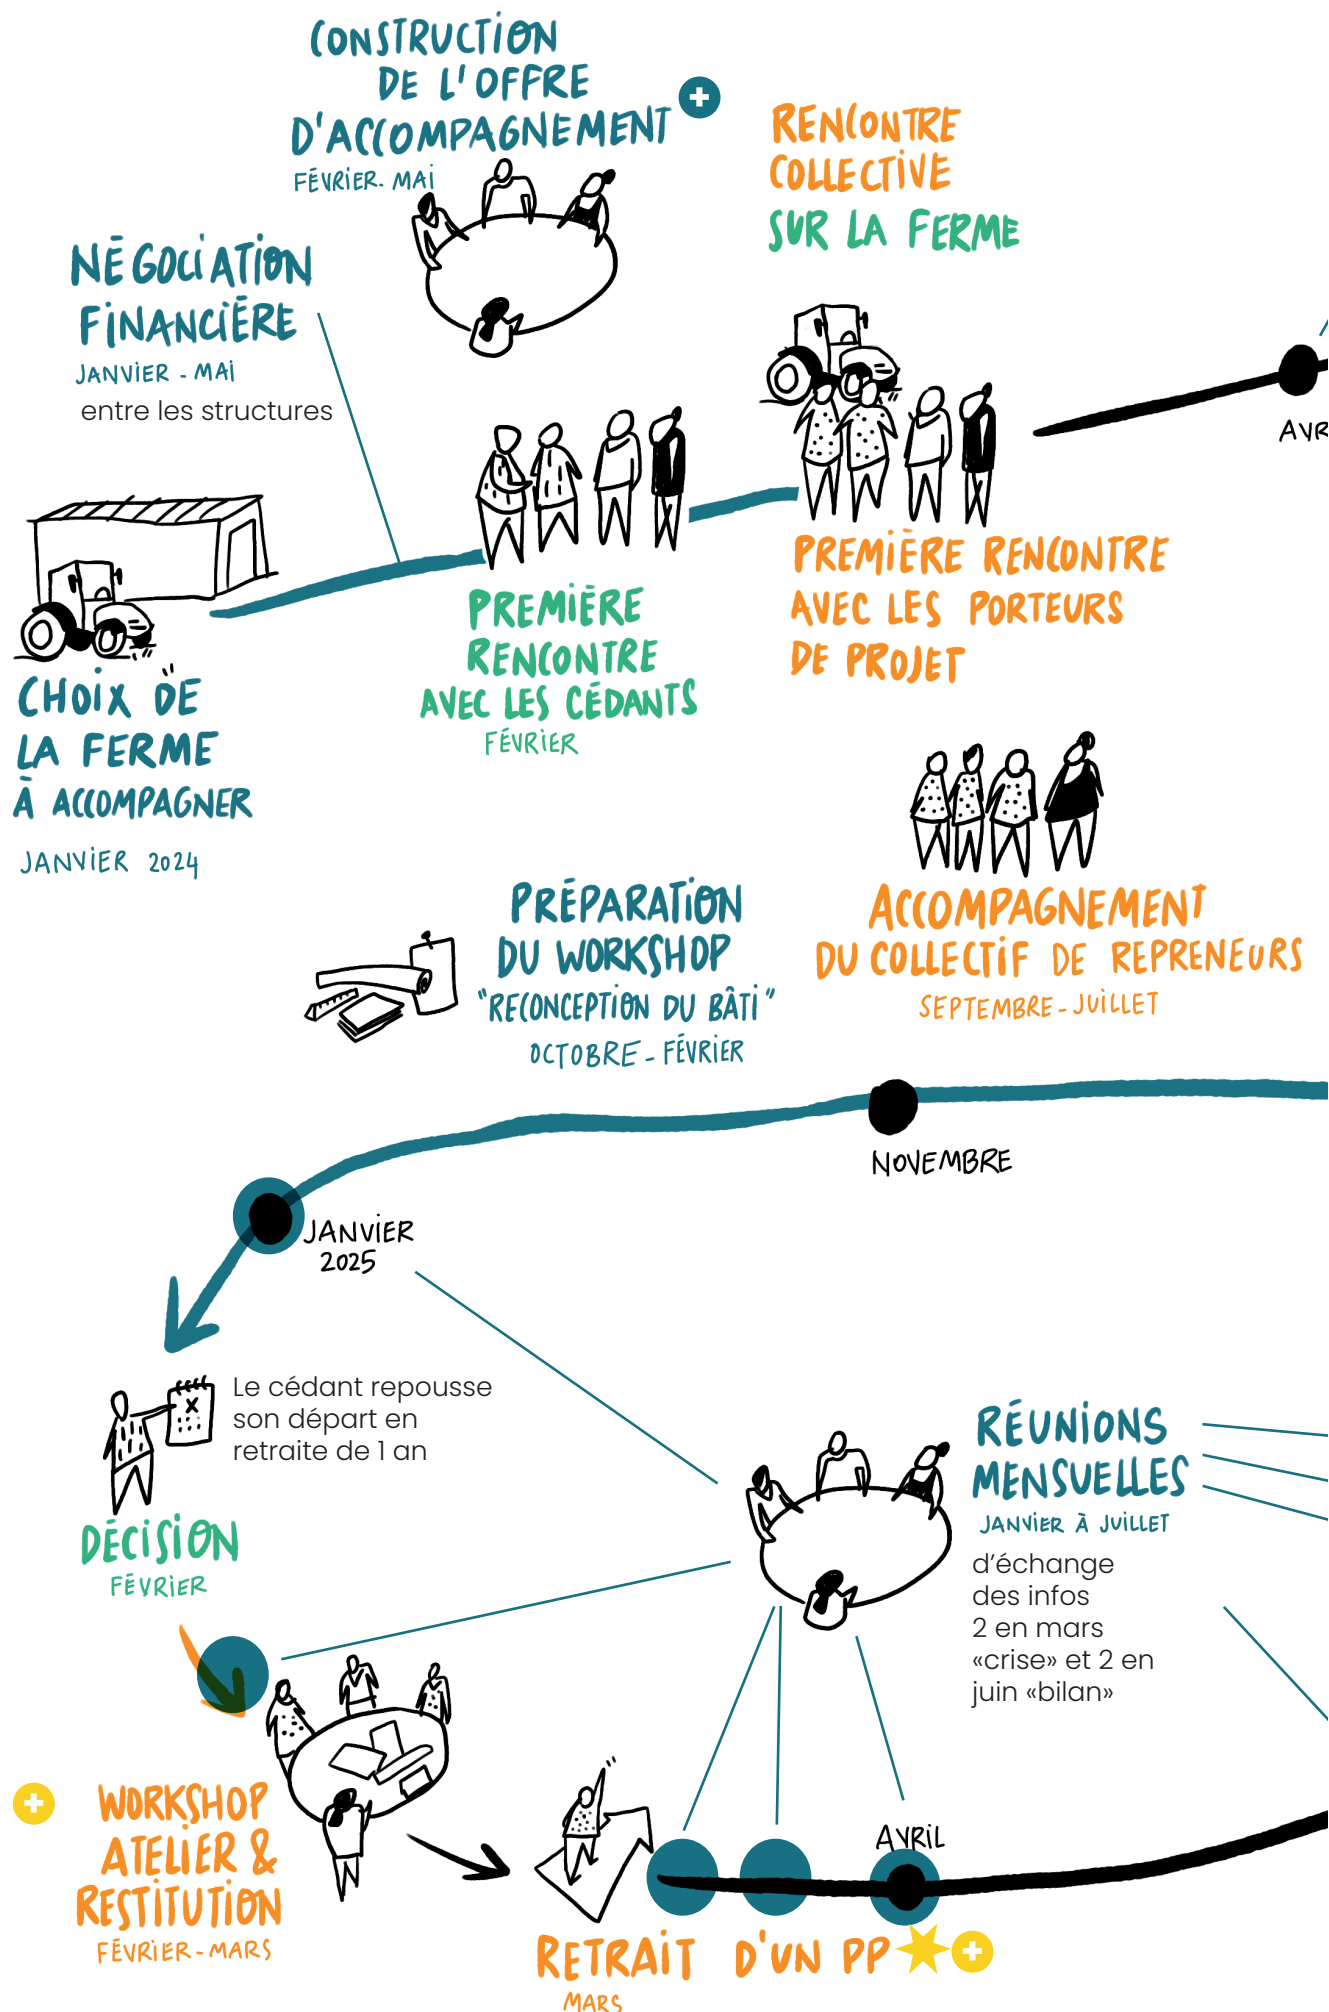 CONSTRUCTION
DE L'OFFRE
D'ACCOMPAGNEMENT
FÉVRIER - MAI
RENCONTRE
COLLECTIVE
SUR LA FERME
NÉGOCIATION
FINANCIÈRE
JANVIER - MAI
entre les structures
PREMIÈRE
RENCONTRE
AVEC LES CÉDANTS
FÉVRIER
PREMIÈRE RENCONTRE
AVEC LES PORTEURS
DE PROJET
CHOIX DE
LA FERME
À ACCOMPAGNER
JANVIER 2024
PRÉPARATION
DU WORKSHOP
"RECONCEPTION DU BÂTI"
OCTOBRE - FÉVRIER
ACCOMPAGNEMENT
DU COLLECTIF DE REPRENEURS
SEPTEMBRE - JUILLET
NOVEMBRE
JANVIER
2025
Le cédant repousse
son départ en
retraite de 1 an
DÉCISION
FÉVRIER
RÉUNIONS
MENSUELLES
JANVIER À JUILLET
d'échange
des infos
2 en mars
«crise» et 2 en
juin «bilan»
WORKSHOP
ATELIER &
RESTITUTION
FÉVRIER - MARS
AVRIL
RETRAIT D'UN PP
MARS